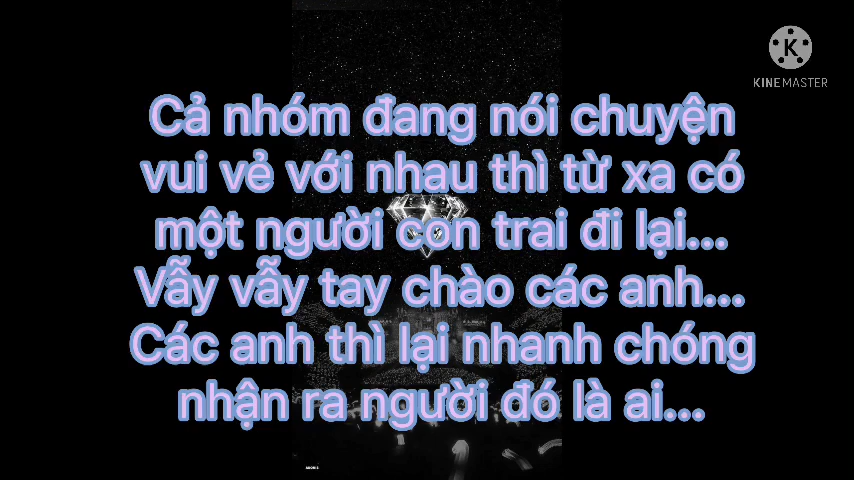 KINEMASTER
Cả nhóm đang nói chuyện
vui vẻ với nhau thì từ xa có
một người con trai đi lại...
Vẫy vẫy tay chào các anh...
Các anh thì lại nhanh chóng
nhận ra người đó là ai...